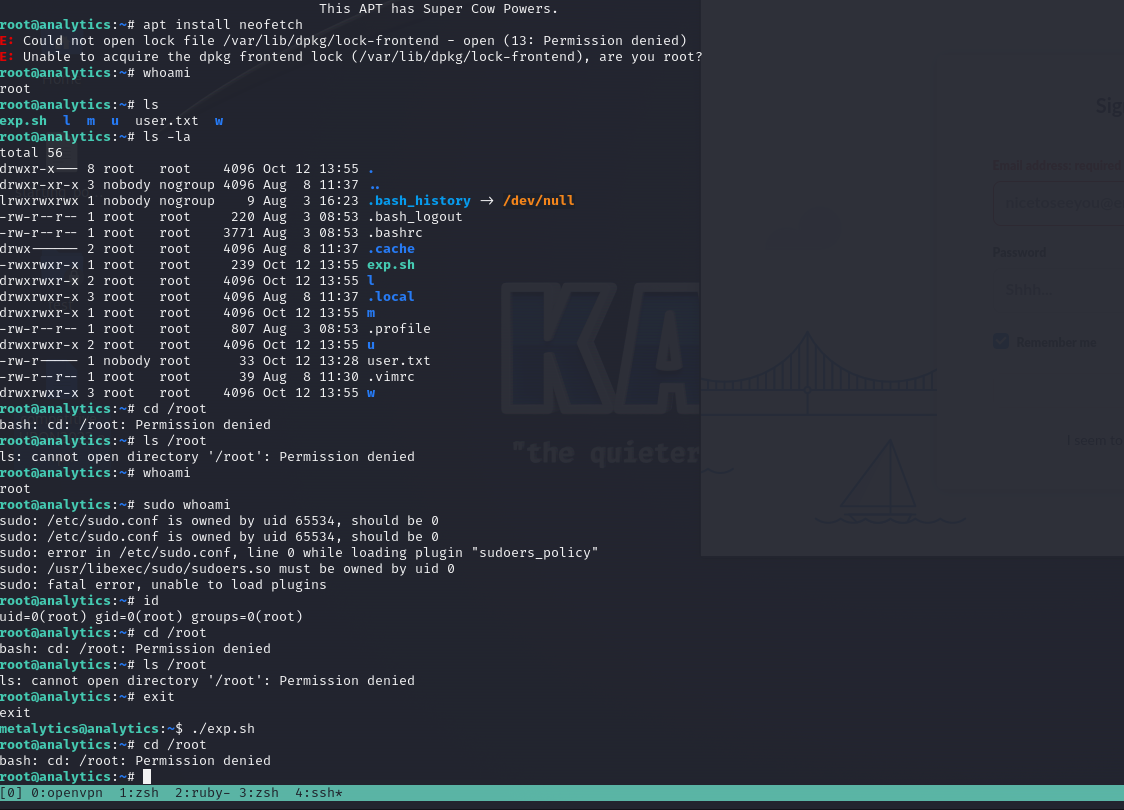 This APT has Super Cow Powers.
root@analytics:~# apt install neofetch
E: Could not open lock file /var/lib/dpkg/lock-frontend - open (13: Permission denied)
E: Unable to acquire the dpkg frontend lock (/var/lib/dpkg/lock-frontend), are you root?
root@analytics:~# whoami
root
root@analytics:~# ls
exp.sh  l  m  u  user.txt  w
root@analytics:~# ls -la
total 56
drwxr-x--- 8 root   root    4096 Oct 12 13:55 .
drwxr-xr-x 3 nobody nogroup 4096 Aug  8 11:37 ..
lrwxrwxrwx 1 nobody nogroup    9 Aug  3 16:23 .bash_history -> /dev/null
-rw-r--r-- 1 root   root     220 Aug  3 08:53 .bash_logout
-rw-r--r-- 1 root   root    3771 Aug  3 08:53 .bashrc
drwx------ 2 root   root    4096 Aug  8 11:37 .cache
-rwxrwxr-x 1 root   root     239 Oct 12 13:55 exp.sh
drwxrwxr-x 2 root   root    4096 Oct 12 13:55 l
drwxrwxr-x 3 root   root    4096 Aug  8 11:37 .local
drwxrwxr-x 2 root   root    4096 Oct 12 13:55 m
-rw-r--r-- 1 root   root     807 Aug  3 08:53 .profile
drwxrwxr-x 2 root   root    4096 Oct 12 13:55 u
-rw-r----- 1 nobody root      33 Oct 12 13:28 user.txt
-rw-r--r-- 1 root   root      39 Aug  8 11:30 .vimrc
drwxrwxr-x 3 root   root    4096 Oct 12 13:55 w
root@analytics:~# cd /root
bash: cd: /root: Permission denied
root@analytics:~# ls /root
ls: cannot open directory '/root': Permission denied
root@analytics:~# whoami
root
root@analytics:~# sudo whoami
sudo: /etc/sudo.conf is owned by uid 65534, should be 0
sudo: /etc/sudo.conf is owned by uid 65534, should be 0
sudo: error in /etc/sudo.conf, line 0 while loading plugin "sudoers_policy"
sudo: /usr/libexec/sudo/sudoers.so must be owned by uid 0
sudo: fatal error, unable to load plugins
root@analytics:~# id
uid=0(root) gid=0(root) groups=0(root)
root@analytics:~# cd /root
bash: cd: /root: Permission denied
root@analytics:~# ls /root
ls: cannot open directory '/root': Permission denied
root@analytics:~# exit
exit
metalytics@analytics:~$ ./exp.sh
root@analytics:~# cd /root
bash: cd: /root: Permission denied
root@analytics:~#
[0] 0:openvpn  1:zsh  2:ruby- 3:zsh  4:ssh*
KA
"the quieter
Email address required
Password
Shhh..
Remember me
I seem to